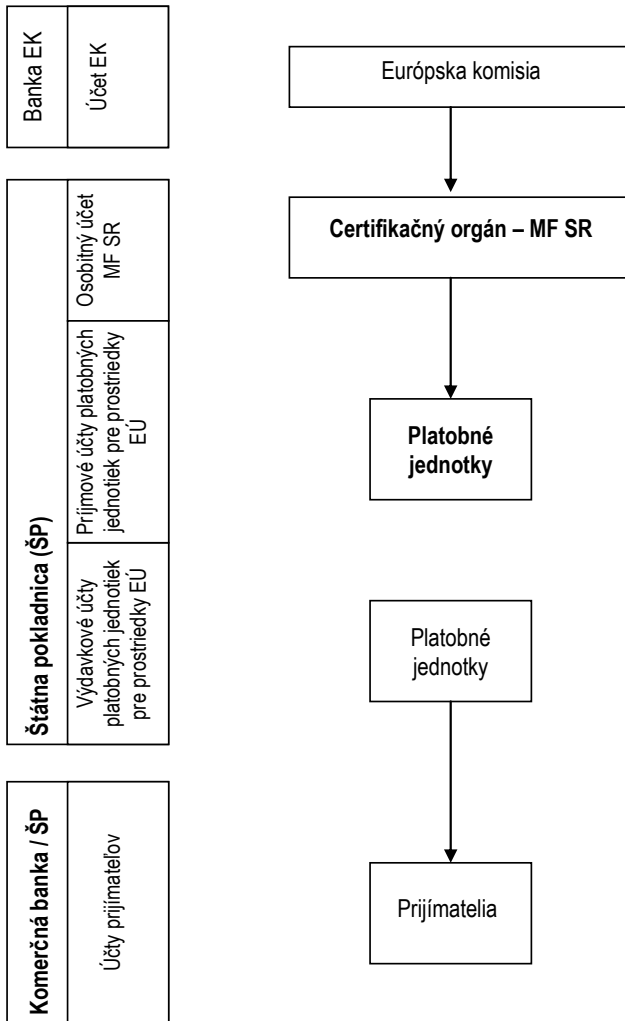 Banka EK
Účet EK
Európska komisia
Štátna pokladnica (ŠP)
Osobitný účet
MF SR
Certifikačný orgán – MF SR
Príjmové účty platobných
jednotiek pre prostriedky
EÚ
Platobné
jednotky
Výdavkové účty
platobných jednotiek
pre prostriedky EÚ
Platobné
jednotky
Komerčná banka / ŠP
Účty prijímateľov
Prijímatelia